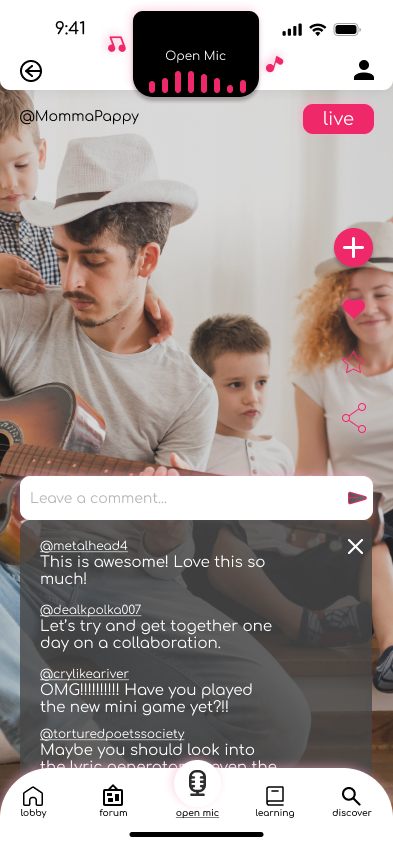 9:41
Open Mic
@MommaPappy
live
Leave a comment...
@metalhead4
This is awesome! Love this so
much!
@dealkpolka007
Let's try and get together one
day on a collaboration.
@crylikeariver
OMG!!!!!!!!!! Have you played
the new mini game yet?!!
@torturedpoetssociety
Maybe you should look into
the lyric generator even the
lobby
forum
open mic
learning
discover